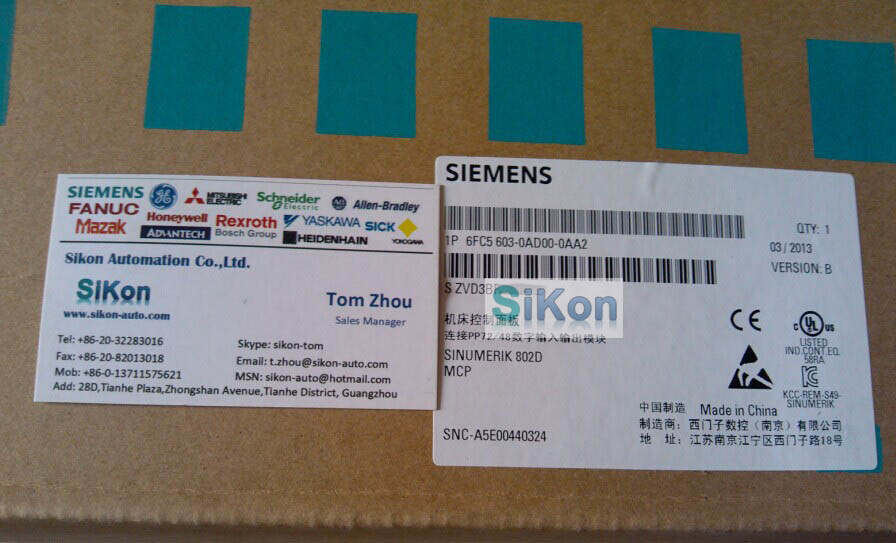 SIEMENS
GE
MITSUBISHI
ELECTRIC
Schneider
Electric
AB
Allen-Bradley
FANUC
Honeywell
Rexroth
Bosch Group
YASKAWA
SICK
Mazak
ADVANTECH
HEIDENHAIN
YOKOGAWA
Sikon Automation Co.,Ltd.
SiKon
www.sikon-auto.com
Tom Zhou
Sales Manager
Tel: +86-20-32283016
Fax: +86-20-82013018
Mob: +86-0-13711575621
Skype: sikon-tom
Email: t.zhou@sikon-auto.com
MSN: sikon-auto@hotmail.com
Add: 28D,Tianhe Plaza,Zhongshan Avenue,Tianhe District, Guangzhou
SIEMENS
1P 6FC5 603-0AD00-0AA2
QTY: 1
03 / 2013
VERSION: B
S ZVD3B
SiKon
机床控制面板
连接PP72/48数字输入输出模块
SINUMERIK 802D
MCP
CE
C UL US
LISTED
IND.CONT.EQ.
58RA
KCC-REM-S49-
SINUMERIK
中国制造 Made in China
制造商: 西门子数控 (南京) 有限公司
地 址: 江苏南京江宁区西门子路18号
SNC-A5E00440324